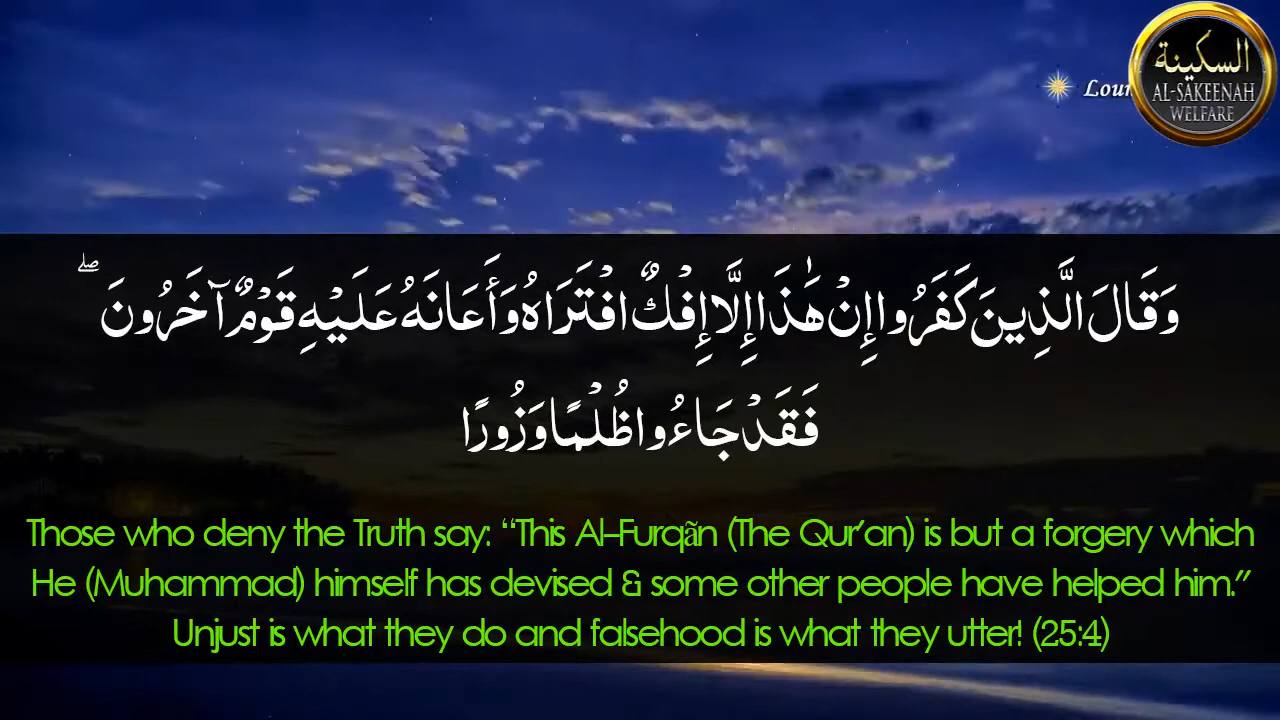 السكينة
AL-SAKEENAH
WELFARE
وَقَالَ الَّذِينَ كَفَرُوا إِنْ هَٰذَا إِلَّا إِفْكٌ افْتَرَاهُ وَأَعَانَهُ عَلَيْهِ قَوْمٌ آخَرُونَ ۖ
فَقَدْ جَاءُوا ظُلْمًا وَزُورًا
Those who deny the Truth say: “This Al-Furqãn (The Qur’an) is but a forgery which
He (Muhammad) himself has devised & some other people have helped him.”
Unjust is what they do and falsehood is what they utter! (25:4)